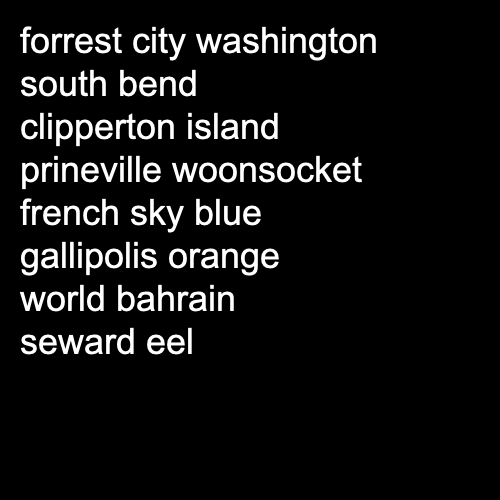 forrest city washington
south bend
clipperton island
prineville woonsocket
french sky blue
gallipolis orange
world bahrain
seward eel